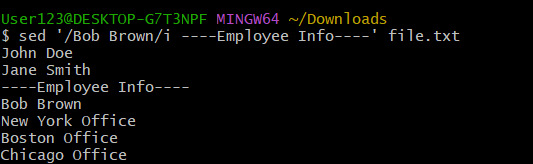 User123@DESKTOP-G7T3NPF MINGW64 ~/Downloads
$ sed '/Bob Brown/i ----Employee Info----' file.txt
John Doe
Jane Smith
----Employee Info----
Bob Brown
New York Office
Boston Office
Chicago Office